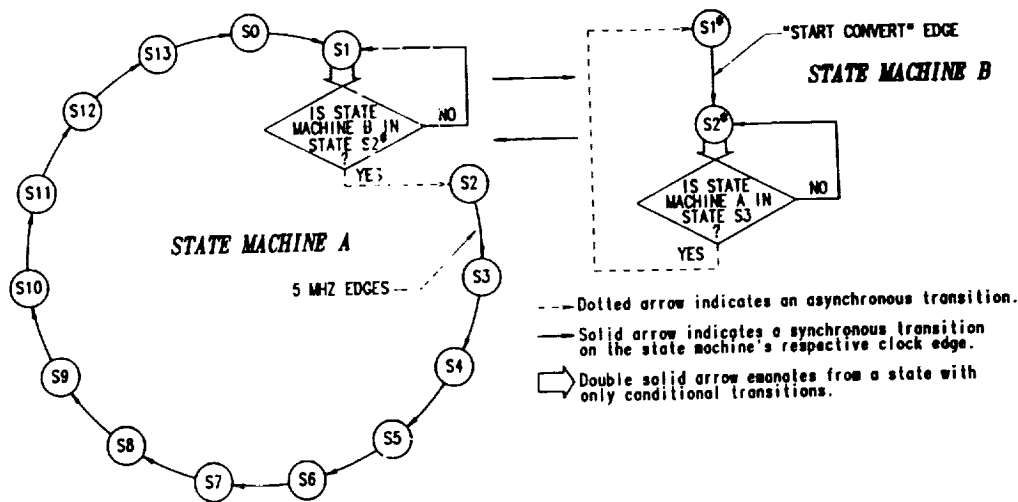 S0
S1
S13
S12
S11
S10
S9
S8
S7
S6
S5
S4
S3
S2
IS STATE
MACHINE B IN
STATE S2#
?
NO
YES
STATE MACHINE A
5 MHZ EDGES
S1#
"START CONVERT" EDGE
STATE MACHINE B
S2#
IS STATE
MACHINE A IN
STATE S3
?
NO
YES
Dotted arrow indicates an asynchronous transition.
Solid arrow indicates a synchronous transition
on the state machine's respective clock edge.
Double solid arrow emanates from a state with
only conditional transitions.